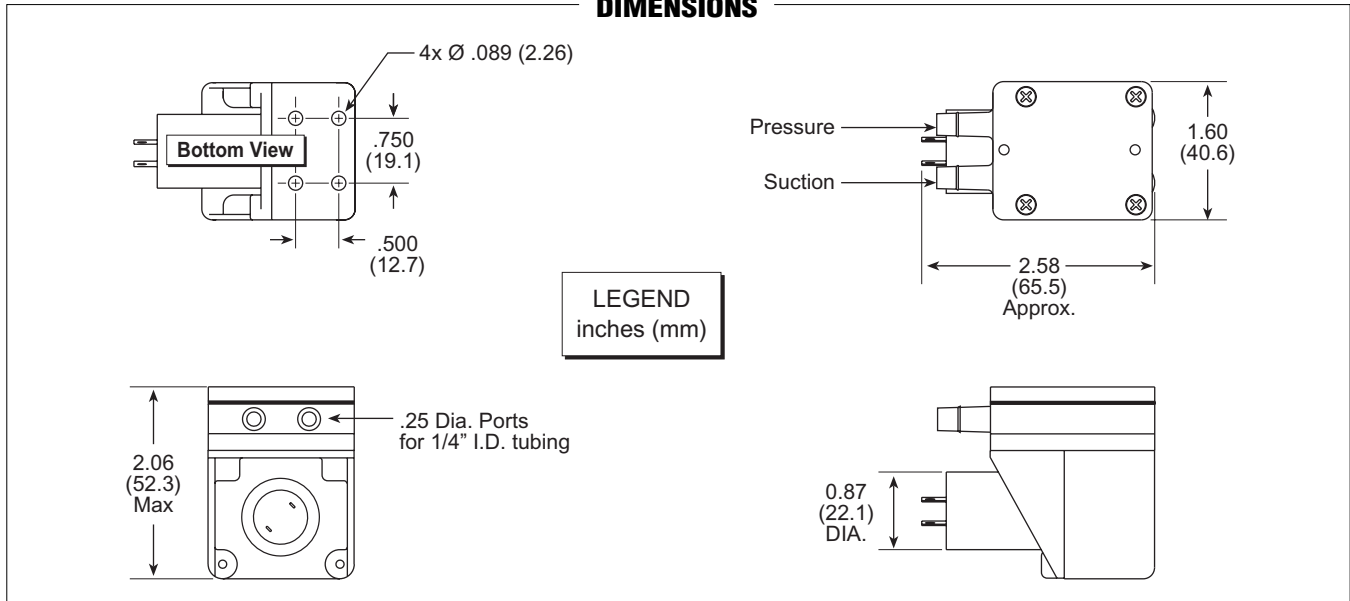 DIMENSIONS
4x Ø .089 (2.26)
Bottom View
.750
(19.1)
.500
(12.7)
Pressure
Suction
1.60
(40.6)
2.58
(65.5)
Approx.
LEGEND
inches (mm)
2.06
(52.3)
Max
.25 Dia. Ports
for 1/4” I.D. tubing
0.87
(22.1)
DIA.